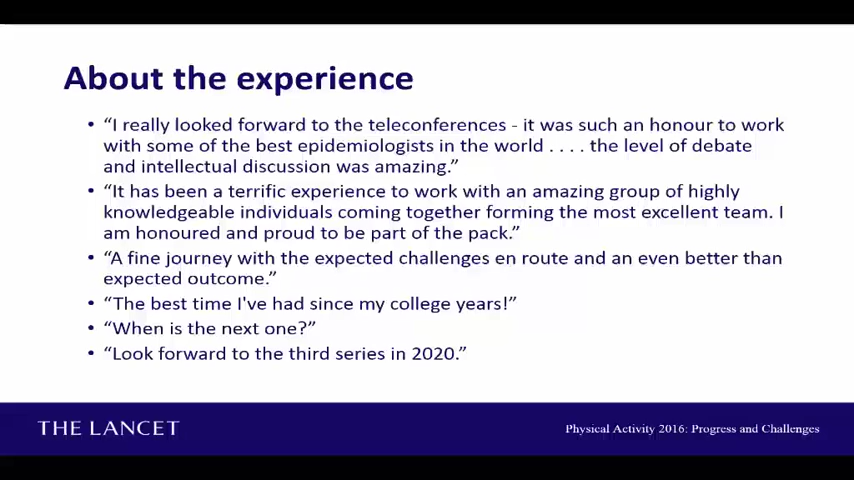 About the experience
• “I really looked forward to the teleconferences - it was such an honour to work
with some of the best epidemiologists in the world . . . . the level of debate
and intellectual discussion was amazing.”
• “It has been a terrific experience to work with an amazing group of highly
knowledgeable individuals coming together forming the most excellent team. I
am honoured and proud to be part of the pack.”
• “A fine journey with the expected challenges en route and an even better than
expected outcome.”
• “The best time I've had since my college years!”
• “When is the next one?”
• “Look forward to the third series in 2020.”
THE LANCET
Physical Activity 2016: Progress and Challenges